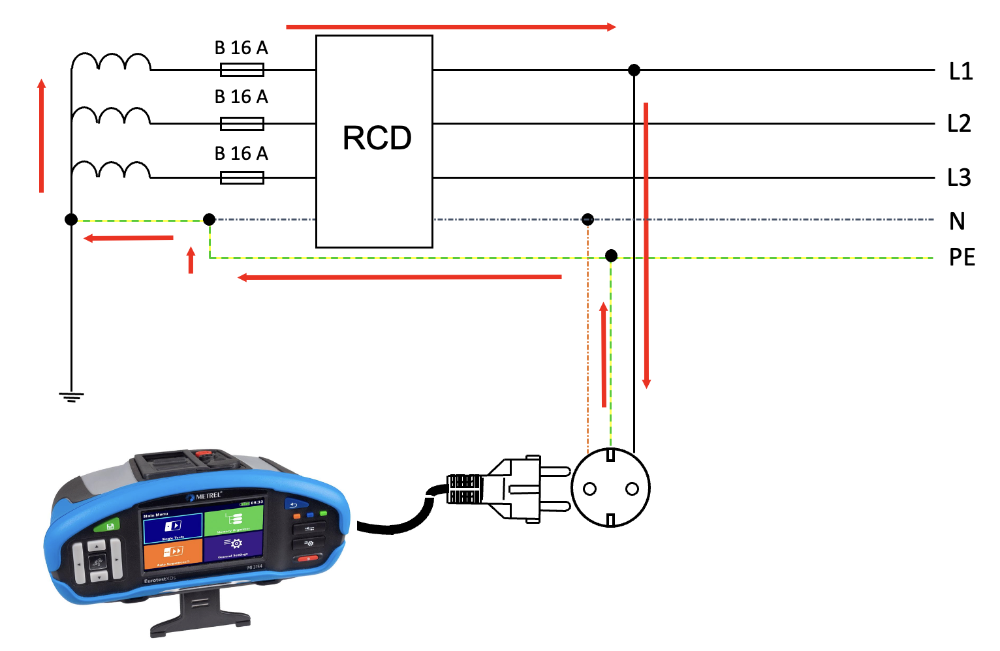 B 16 A
L1
B 16 A
L2
RCD
B 16 A
L3
N
PE
METREL®
09:33
Main Menu
Single Tests
Memory Organizer
Auto Sequences®
General Settings
EurotestXDs
MI 3154